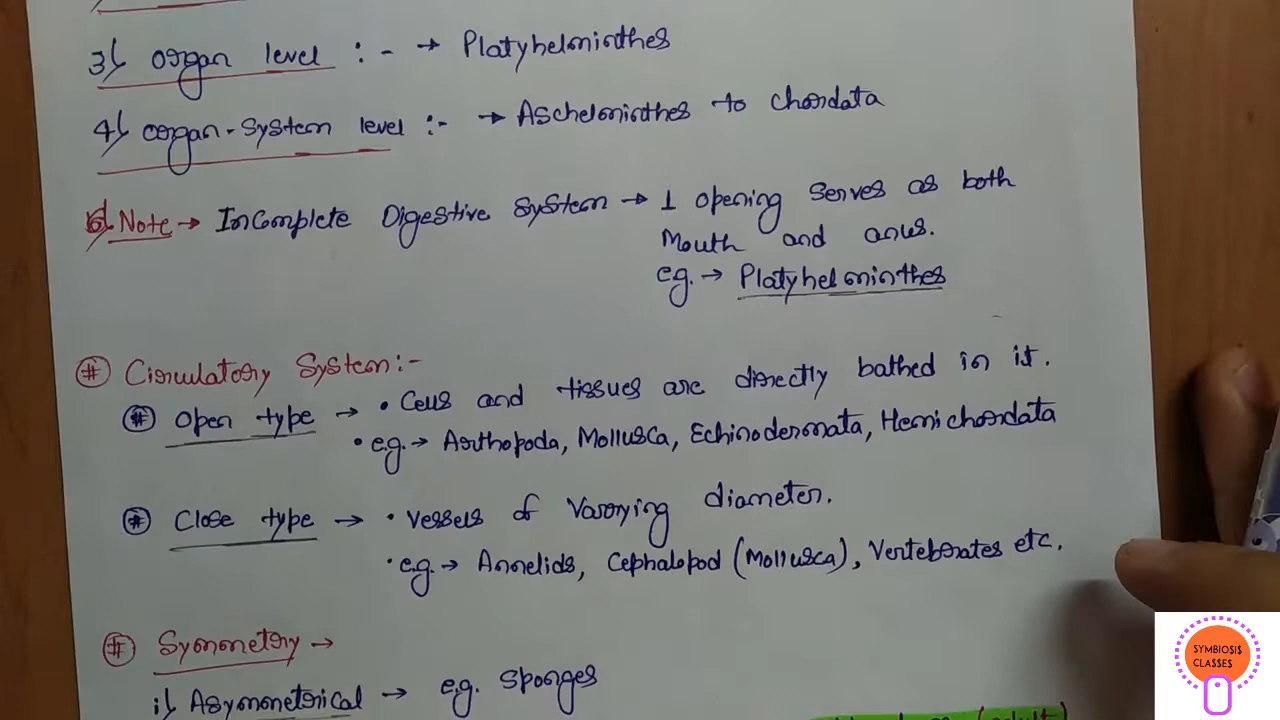 3) organ level :- → Platyhelminthes
4) organ-system level :- → Aschelminthes to chordata
Note → Incomplete Digestive System → 1 opening serves as both
Mouth and anus.
e.g. → Platyhelminthes
# Circulatory System:-
# Open type → • Cells and tissues are directly bathed in it.
• e.g. → Arthopoda, Mollusca, Echinodermata, Hemichordata
# Close type → • Vessels of Varying diameter.
• e.g. → Annelids, Cephalopod (Mollusca), Vertebrates etc.
# Symmetry →
i) Asymmetrical → e.g. sponges
(adult)
SYMBIOSIS
CLASSES